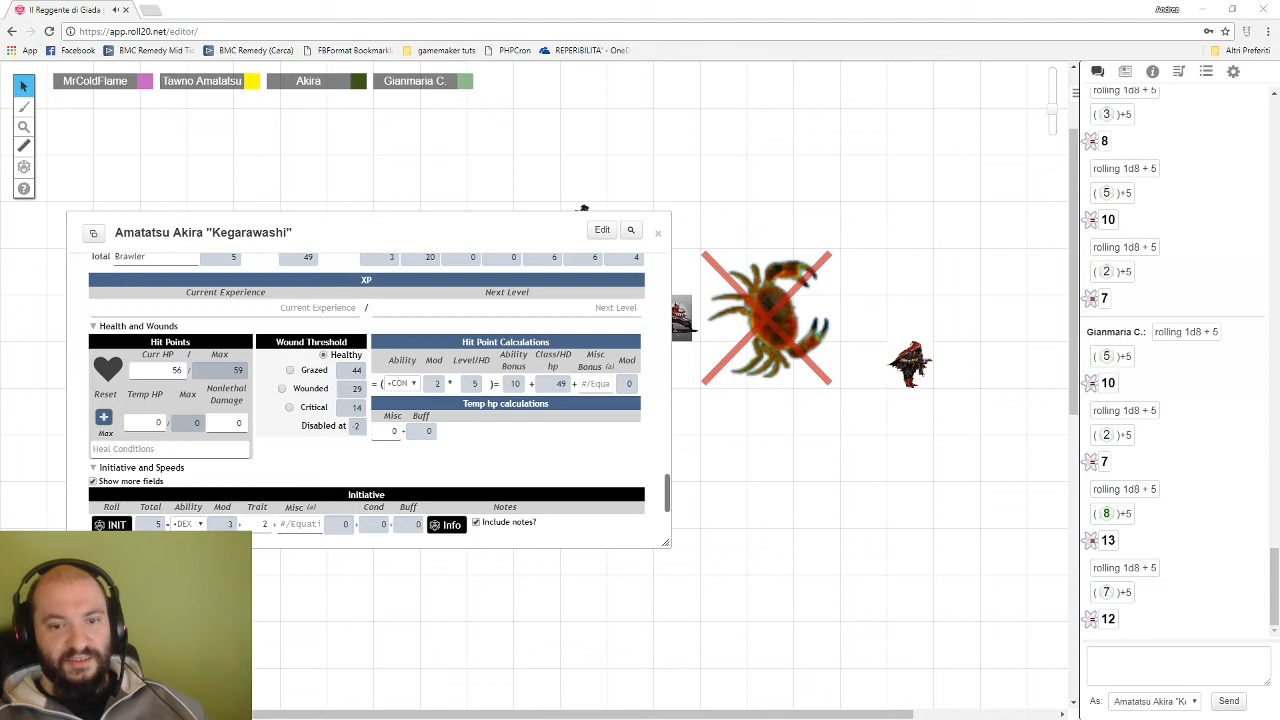 Il Reggente di Giada
Andrea
https://app.roll20.net/editor/
App Facebook BMC Remedy Mid Ti BMC Remedy (Cerca) FBFormat Bookmarkl gamemaker tuts PHPCron REPERIBILITA' - OneD Altri Preferiti
MrColdFlame Tawno Amatatsu Akira Gianmaria C.
Amatatsu Akira "Kegarawashi"
Edit
Total Brawler 5 49 3 20 0 0 6 6 4
XP
Current Experience Next Level
Current Experience / Next Level
Health and Wounds
Hit Points Wound Threshold Hit Point Calculations
Curr HP / Max Healthy
Ability Mod Level/HD Ability Bonus Class/HD hp Misc Bonus (a) Mod
56 / 59 Grazed 44
Reset Temp HP Max Nonlethal Damage
Wounded 29 = ( +CON 2 * 5 )= 10 + 49 + #/Equa 0
Critical 14 Temp hp calculations
Max 0 / 0 0 Disabled at -2 Misc Buff
0 + 0
Heal Conditions
Initiative and Speeds
Show more fields
Initiative
Roll Total Ability Mod Trait Misc (a) Cond Buff Notes
INIT 5 = +DEX 3 + 2 + #/Equati 0 + 0 + 0 Info Include notes?
rolling 1d8 + 5
( 3 )+5
= 8
rolling 1d8 + 5
( 5 )+5
= 10
rolling 1d8 + 5
( 2 )+5
= 7
Gianmaria C.: rolling 1d8 + 5
( 5 )+5
= 10
rolling 1d8 + 5
( 2 )+5
= 7
rolling 1d8 + 5
( 8 )+5
= 13
rolling 1d8 + 5
( 7 )+5
= 12
As: Amatatsu Akira "Ke Send